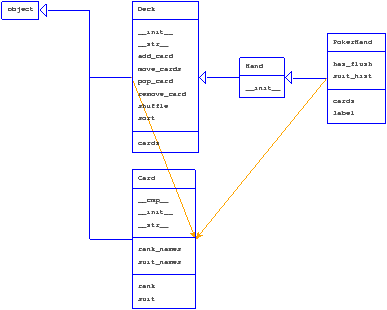 object
Deck
__init__
__str__
add_card
move_cards
pop_card
remove_card
shuffle
sort
cards
Hand
__init__
PokerHand
has_flush
suit_hist
cards
label
Card
__cmp__
__init__
__str__
rank_names
suit_names
rank
suit